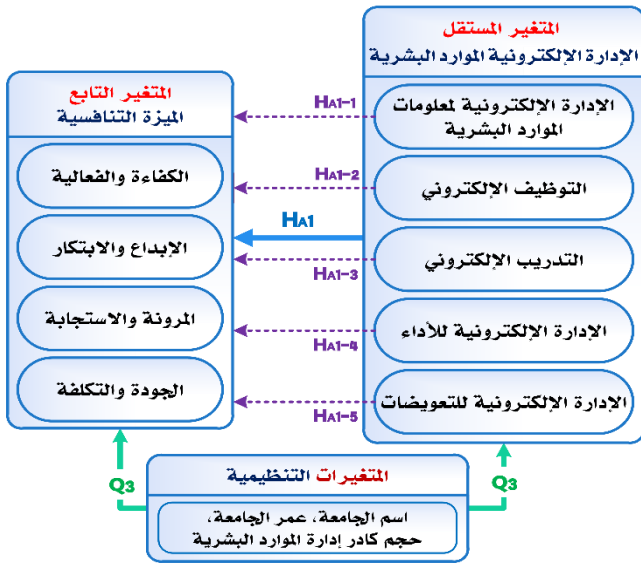 المتغير المستقل
الإدارة الإلكترونية الموارد البشرية
الإدارة الإلكترونية لمعلومات
الموارد البشرية
التوظيف الإلكتروني
التدريب الإلكتروني
الإدارة الإلكترونية للأداء
الإدارة الإلكترونية للتعويضات
HA1-1
HA1-2
HA1
HA1-3
HA1-4
HA1-5
المتغير التابع
الميزة التنافسية
الكفاءة والفعالية
الإبداع والابتكار
المرونة والاستجابة
الجودة والتكلفة
Q3
Q3
المتغيرات التنظيمية
اسم الجامعة، عمر الجامعة،
حجم كادر إدارة الموارد البشرية